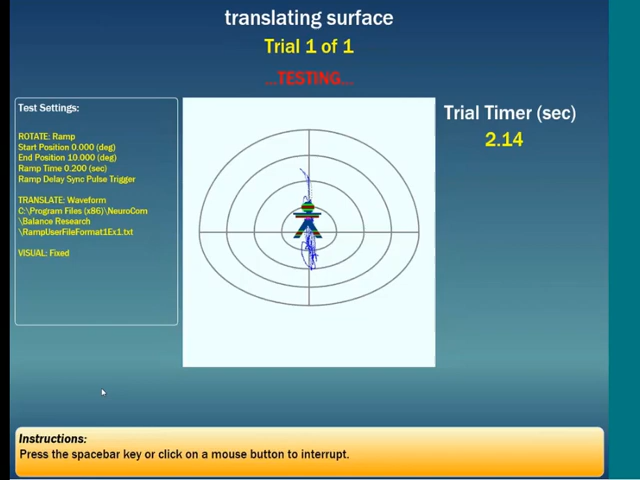 translating surface
Trial 1 of 1
...TESTING...
Test Settings:
ROTATE: Ramp
Start Position 0.000 (deg)
End Position 10.000 (deg)
Ramp Time 0.200 (sec)
Ramp Delay Sync Pulse Trigger
TRANSLATE: Waveform
C:\Program Files (x86)\NeuroCom
\Balance Research
\RampUserFileFormat1Ex1.txt
VISUAL: Fixed
Trial Timer (sec)
2.14
Instructions:
Press the spacebar key or click on a mouse button to interrupt.